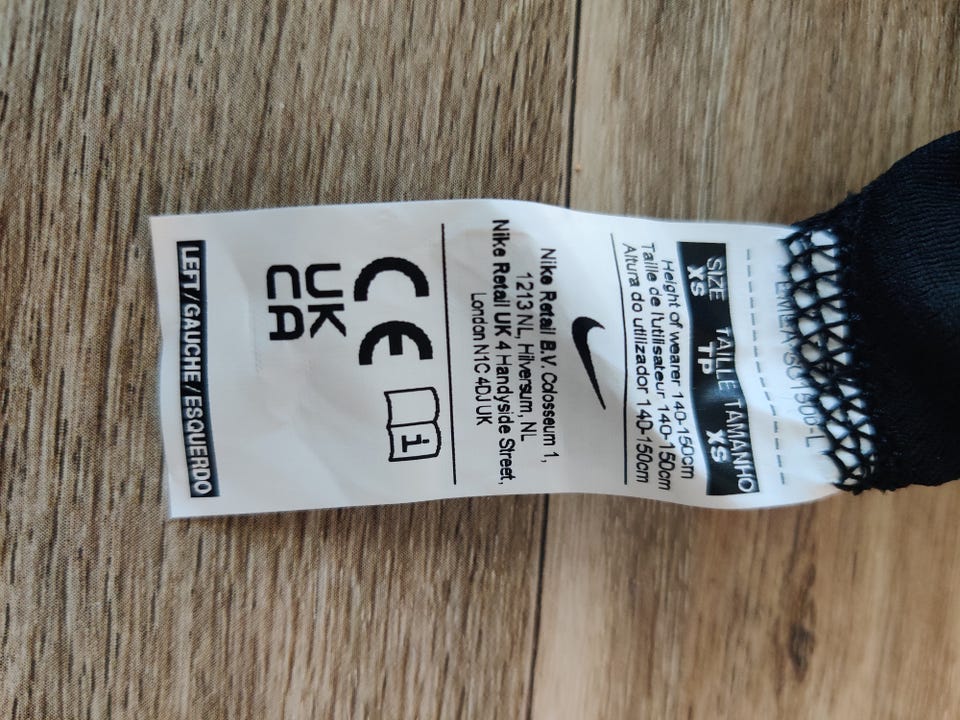 SIZE TAILLE TAMANHO
XS TP XS
Height of wearer 140-150cm
Taille de l'utilisateur 140-150cm
Altura do utilizador 140-150cm
Nike Retail B.V. Colosseum 1,
1213 NL, Hilversum, NL
Nike Retail UK 4 Handyside Street,
London N1C 4DJ UK
CE i
UK
CA
LEFT / GAUCHE / ESQUERDO